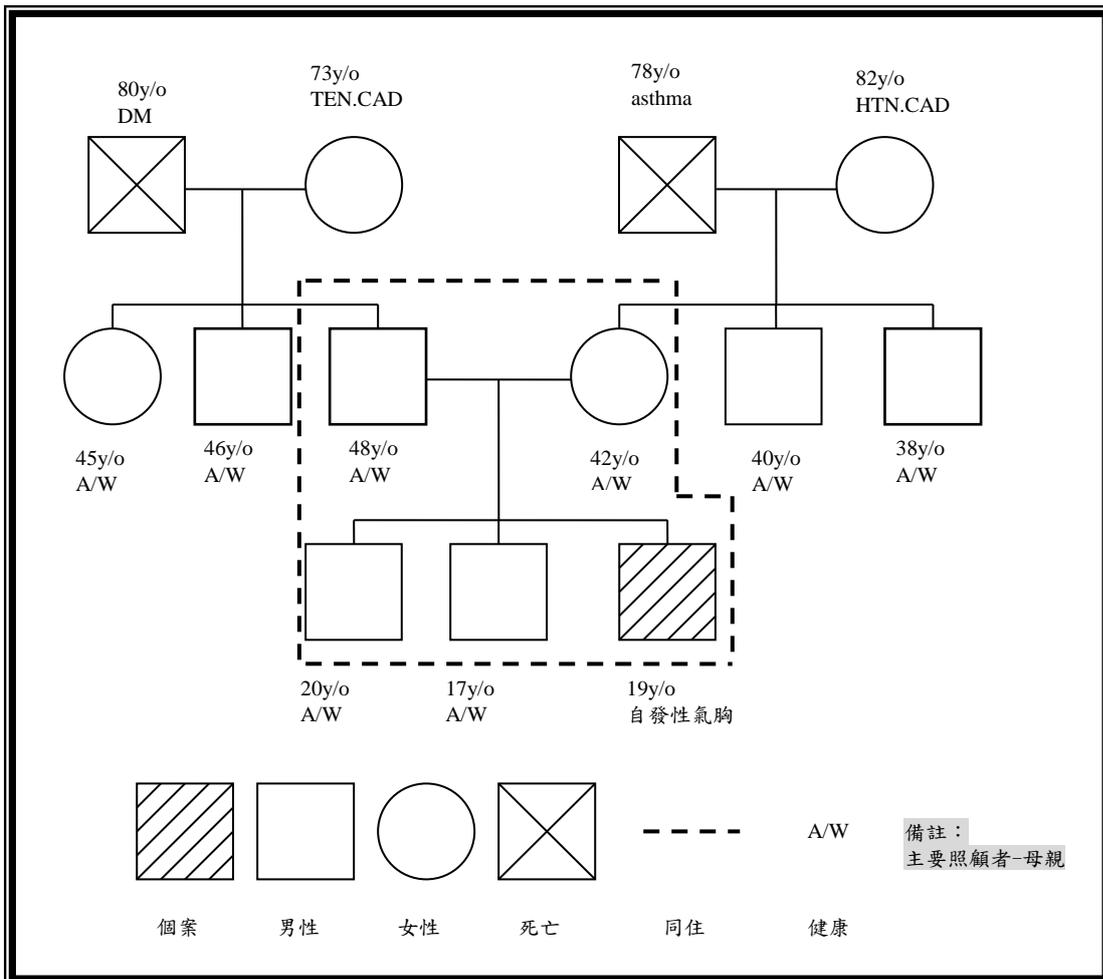 80y/o
DM
73y/o
TEN.CAD
78y/o
asthma
82y/o
HTN.CAD
45y/o
A/W
46y/o
A/W
48y/o
A/W
42y/o
A/W
40y/o
A/W
38y/o
A/W
20y/o
A/W
17y/o
A/W
19y/o
自發性氣胸
A/W
備註：
主要照顧者-母親
個案
男性
女性
死亡
同住
健康